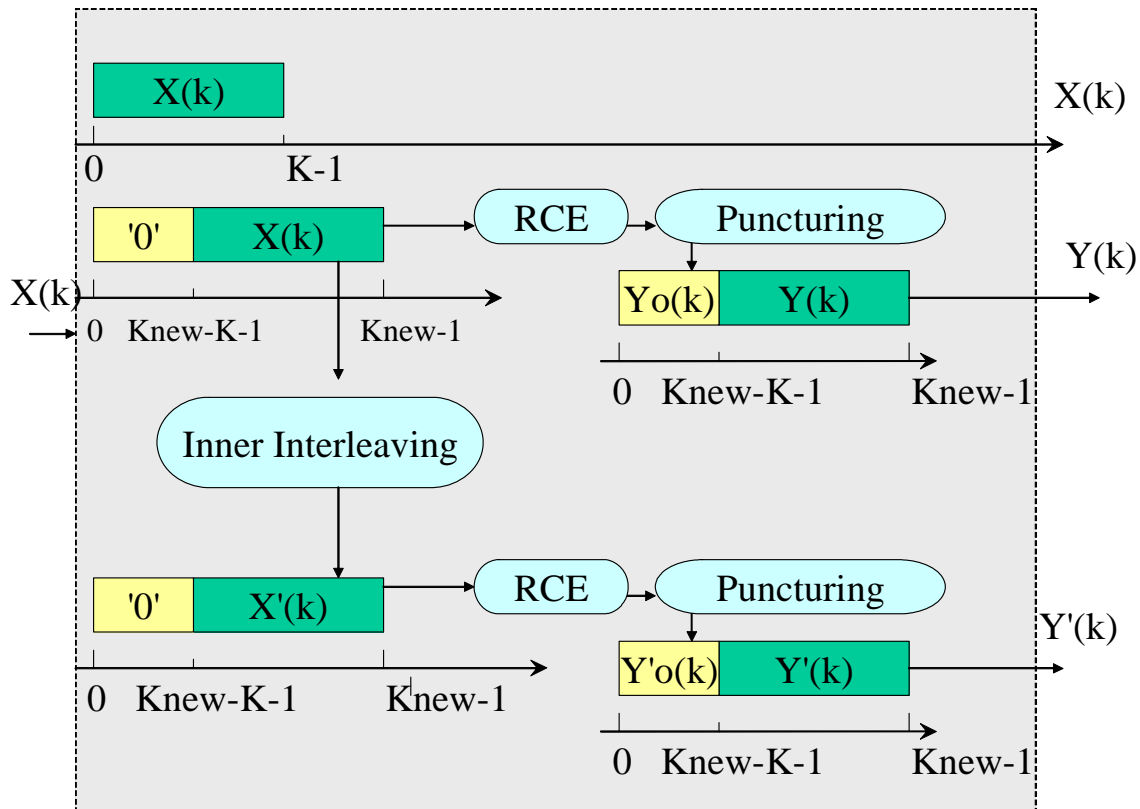 X(k)
X(k)
0
K-1
RCE
Puncturing
'0'
X(k)
Y(k)
X(k)
Yo(k)
Y(k)
0
Knew-K-1
Knew-1
0
Knew-K-1
Knew-1
Inner Interleaving
RCE
Puncturing
'0'
X'(k)
Y'(k)
Y'o(k)
Y'(k)
0
Knew-K-1
Knew-1
0
Knew-K-1
Knew-1